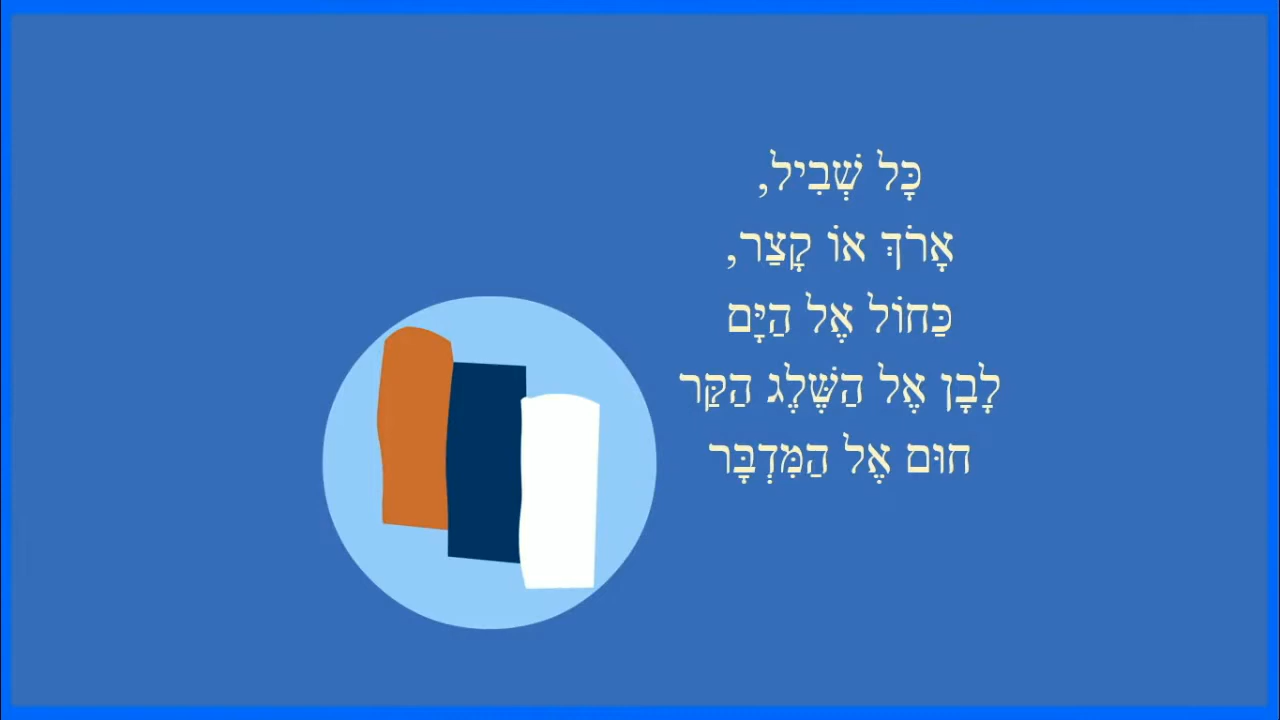 כָּל שְׁבִיל,
אָרֹךְ אוֹ קָצַר,
כַּחוֹל אֶל הַיָּם
לָבָן אֶל הַשֶּׁלֶג הַקַּר
חוּם אֶל הַמִּדְבָּר